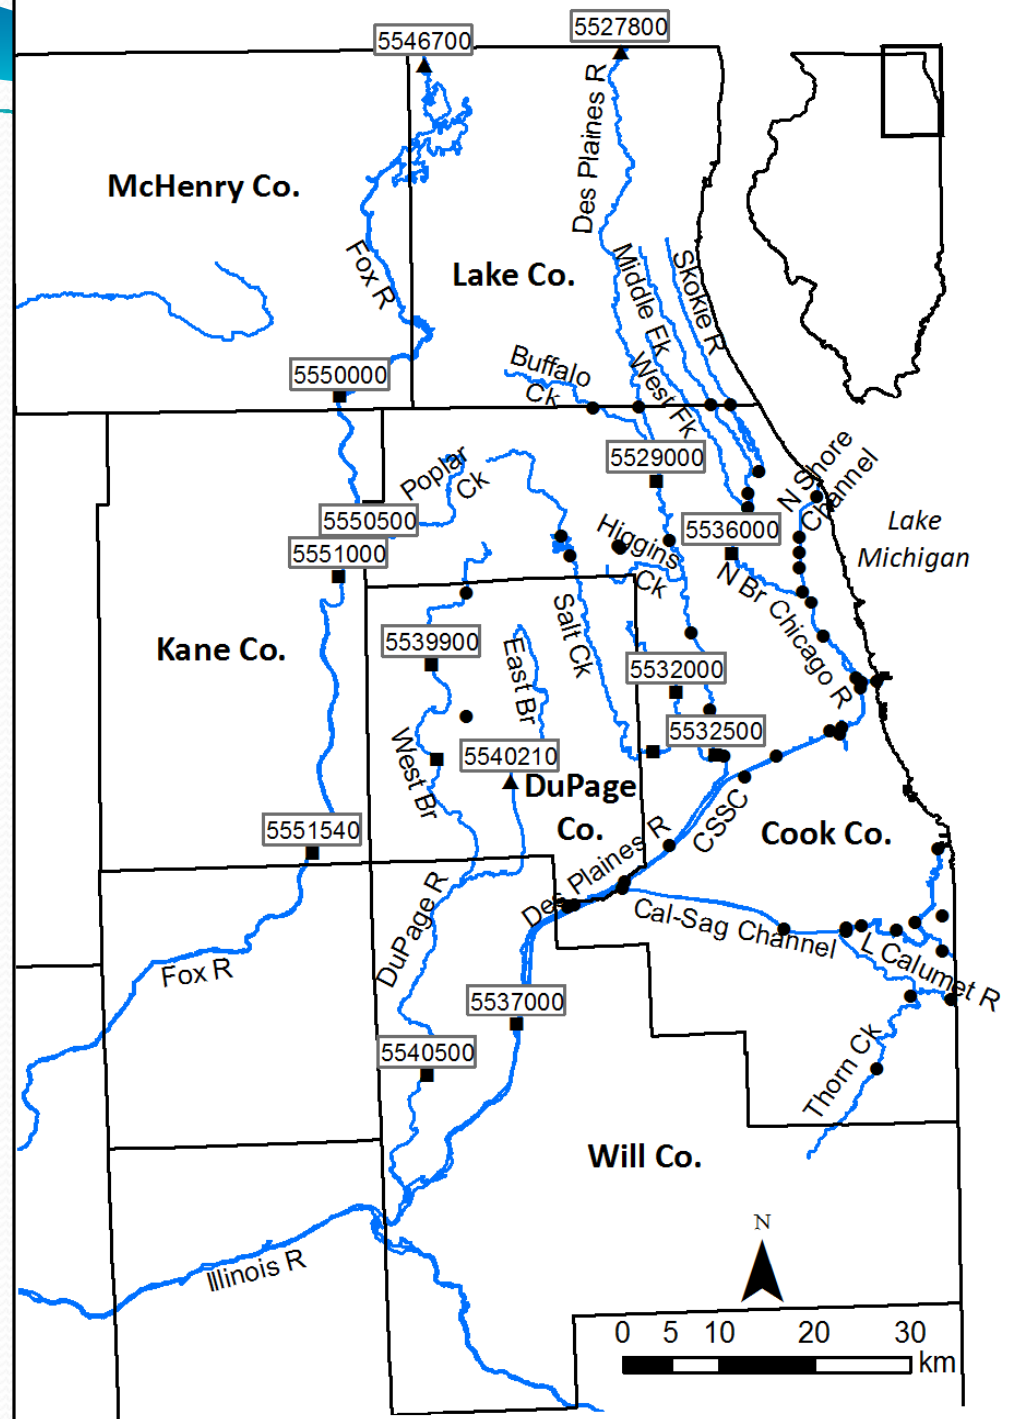 5546700
5527800
Des Plaines R
McHenry Co.
Fox R
Lake Co.
Middle Fk
Skokie R
Buffalo
Ck
West Fk
5550000
5529000
Poplar
Ck
N Shore
Channel
5550500
5551000
Higgins
Ck
5536000
Lake
Michigan
N Br Chicago R
Salt Ck
Kane Co.
5539900
East Br
5532000
5532500
West Br
5540210
DuPage
Co.
CSSC
Cook Co.
5551540
Des Plaines R
DuPage R
Cal-Sag Channel
L Calumet R
Fox R
5537000
5540500
Thorn Ck
Will Co.
N
Illinois R
0 5 10 20 30
km